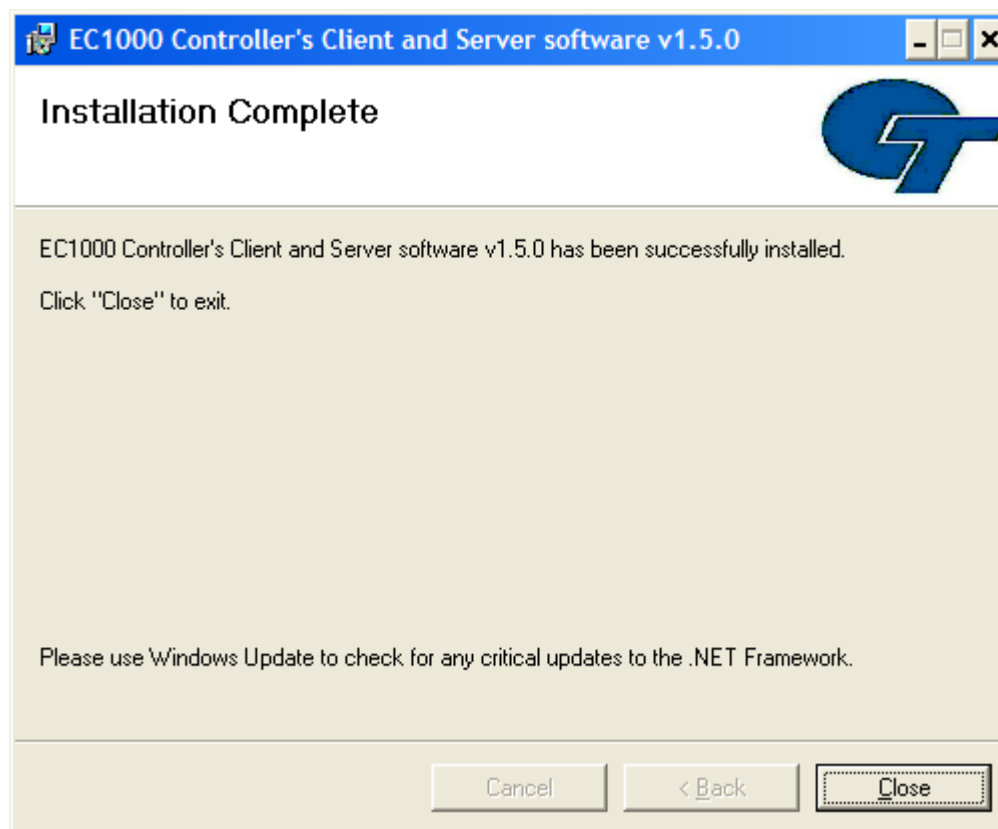 EC1000 Controller's Client and Server software v1.5.0
Installation Complete
GT
EC1000 Controller's Client and Server software v1.5.0 has been successfully installed.
Click "Close" to exit.
Please use Windows Update to check for any critical updates to the .NET Framework.
Cancel
< Back
Close